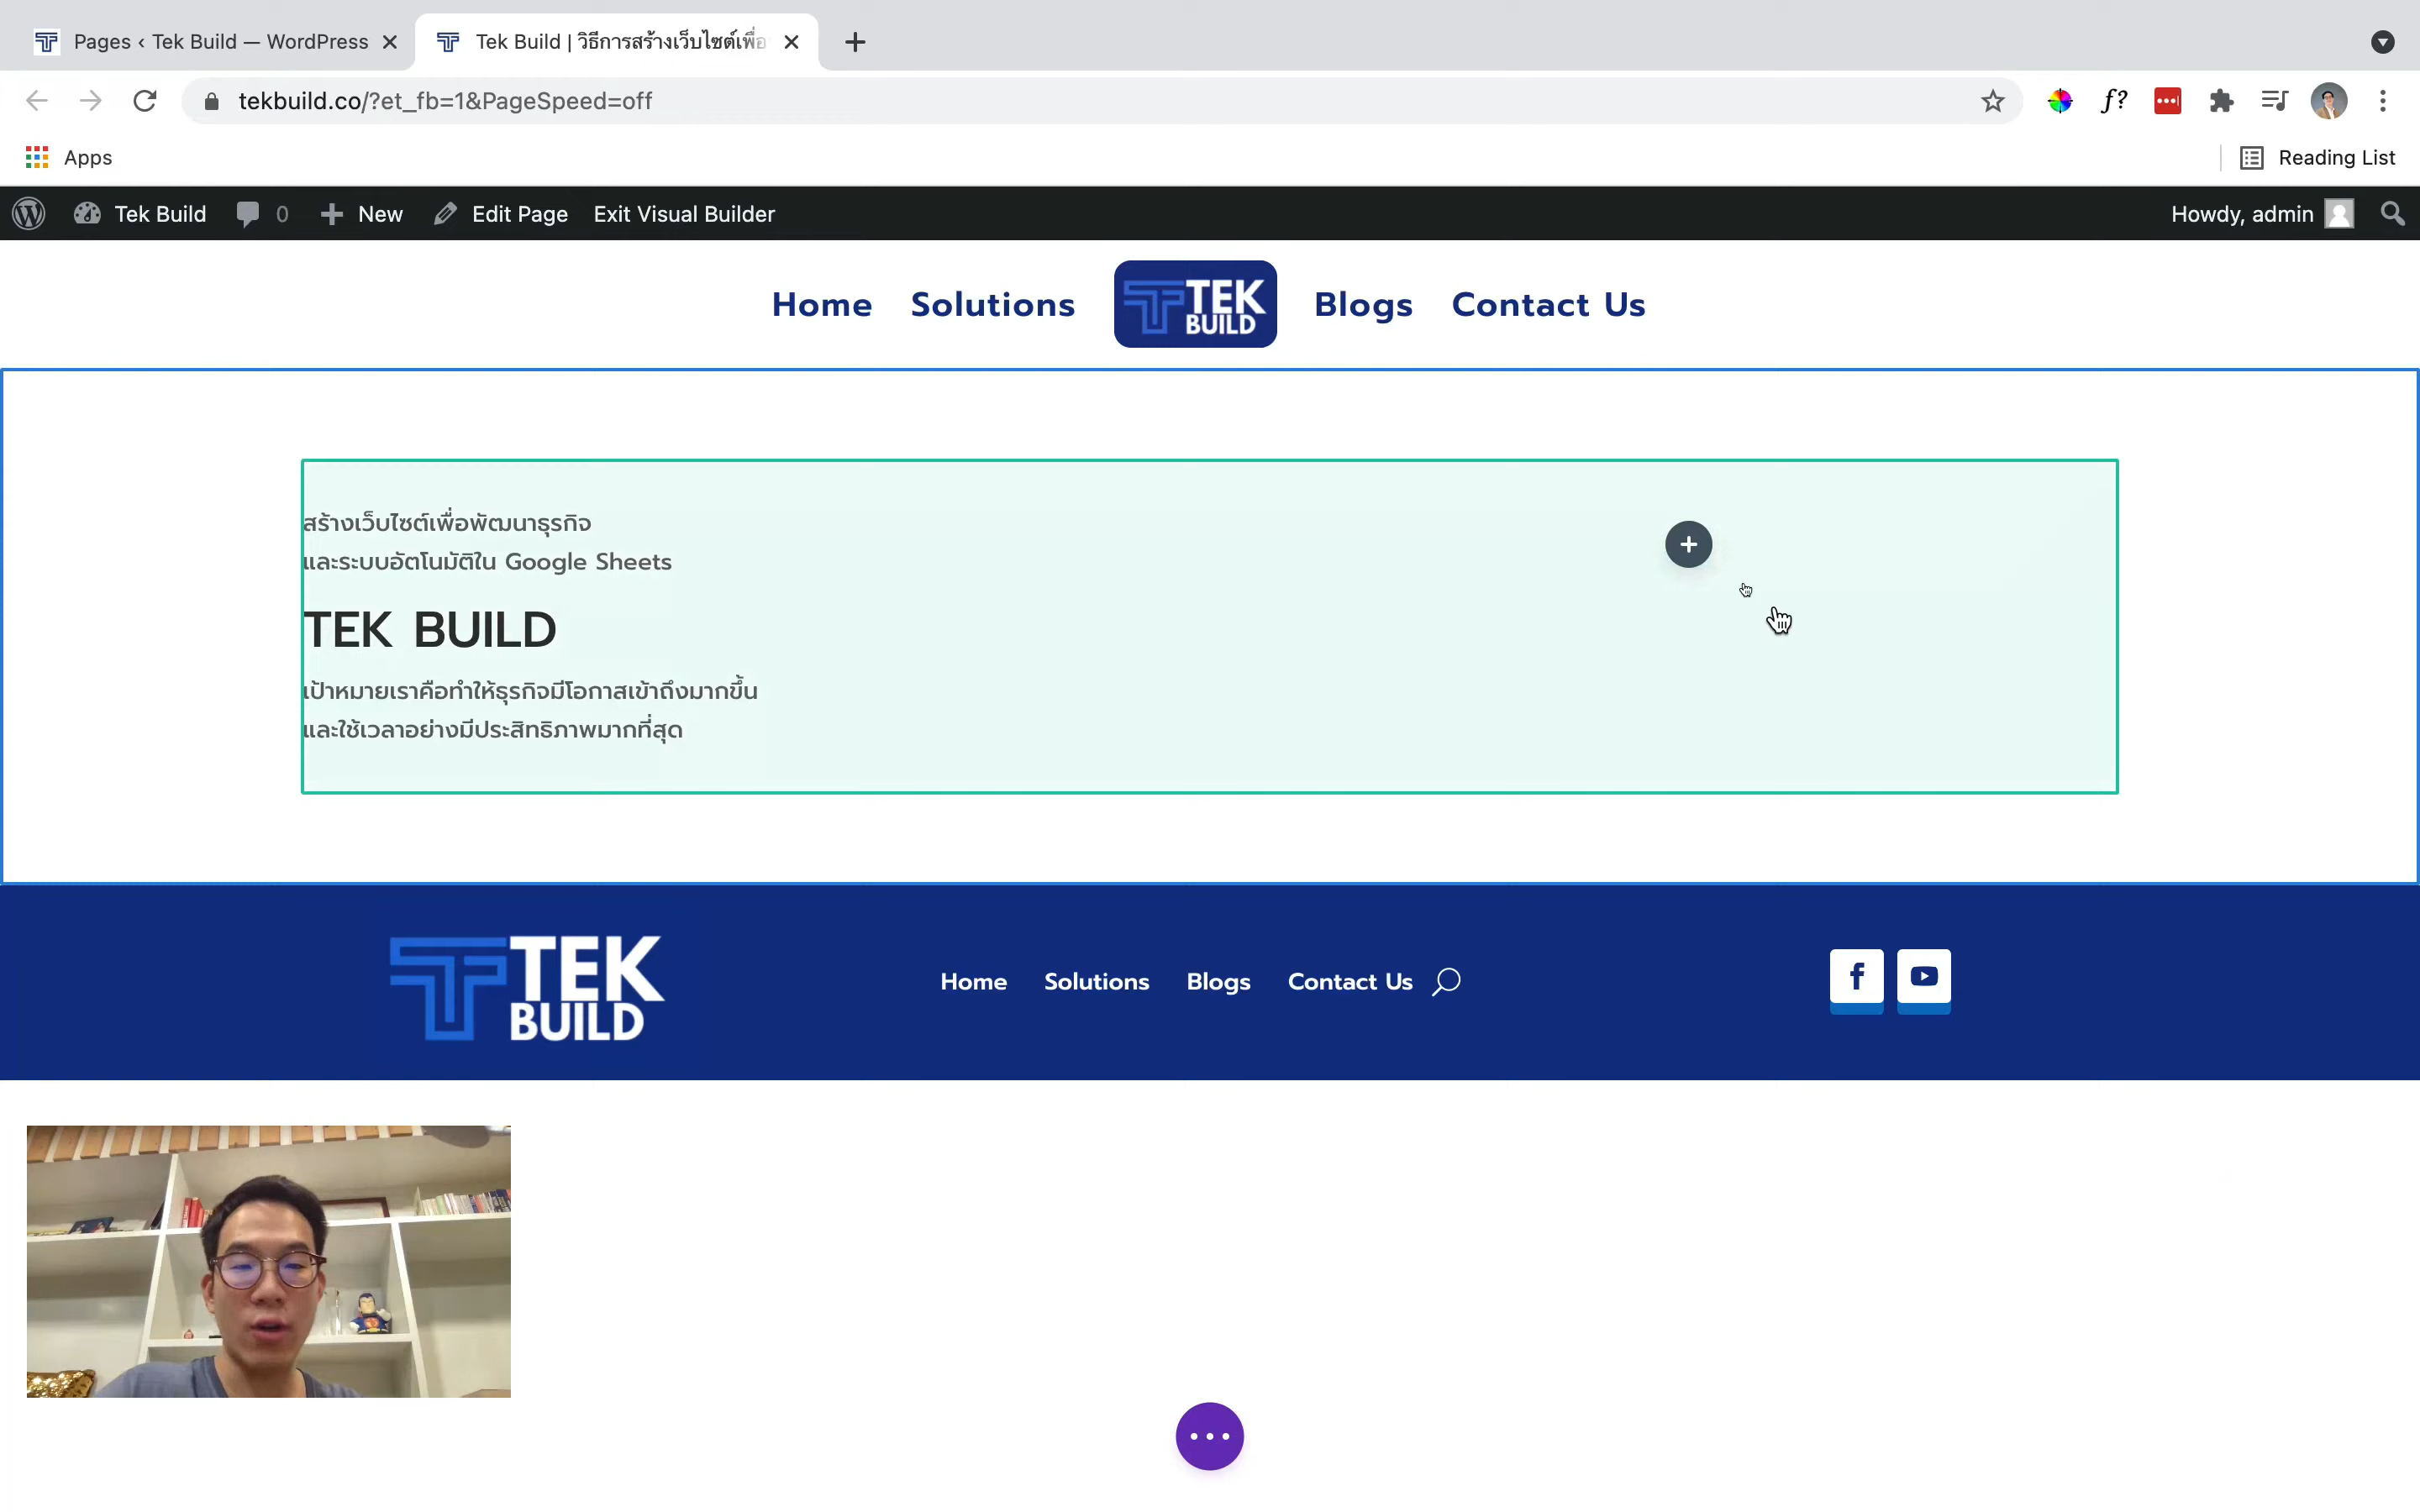 Pages ‹ Tek Build — WordPress
Tek Build | วิธีการสร้างเว็บไซต์เพื่อ
tekbuild.co/?et_fb=1&PageSpeed=off
f?
Apps
Reading List
Tek Build
0
New
Edit Page
Exit Visual Builder
Howdy, admin
Home
Solutions
TEK
BUILD
Blogs
Contact Us
สร้างเว็บไซต์เพื่อพัฒนาธุรกิจ
และระบบอัตโนมัติใน Google Sheets
TEK BUILD
เป้าหมายเราคือทำให้ธุรกิจมีโอกาสเข้าถึงมากขึ้น
และใช้เวลาอย่างมีประสิทธิภาพมากที่สุด
TEK
BUILD
Home
Solutions
Blogs
Contact Us